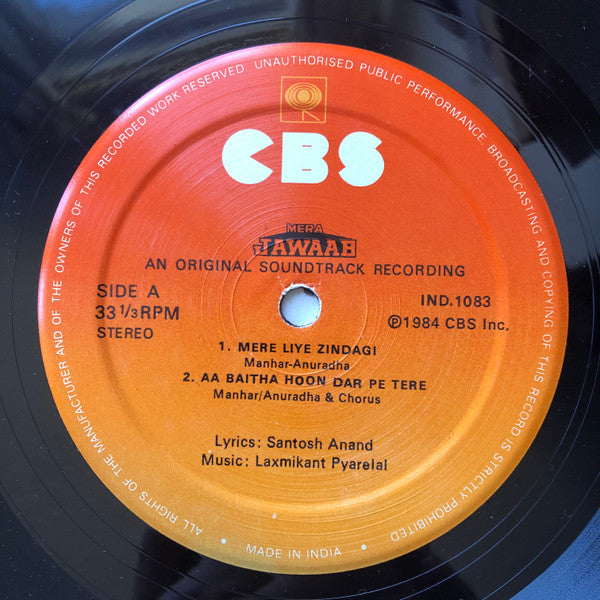 ALL RIGHTS OF THE MANUFACTURER AND OF THE OWNERS OF THIS RECORDED WORK RESERVED UNAUTHORISED PUBLIC PERFORMANCE, BROADCASTING AND COPYING OF THIS RECORD IS STRICTLY PROHIBITED
CBS
MERA
JAWAAB
AN ORIGINAL SOUNDTRACK RECORDING
SIDE A
33 1/3 RPM
STEREO
IND.1083
℗1984 CBS Inc.
1. MERE LIYE ZINDAGI
Manhar-Anuradha
2. AA BAITHA HOON DAR PE TERE
Manhar/Anuradha & Chorus
Lyrics: Santosh Anand
Music: Laxmikant Pyarelal
• MADE IN INDIA •